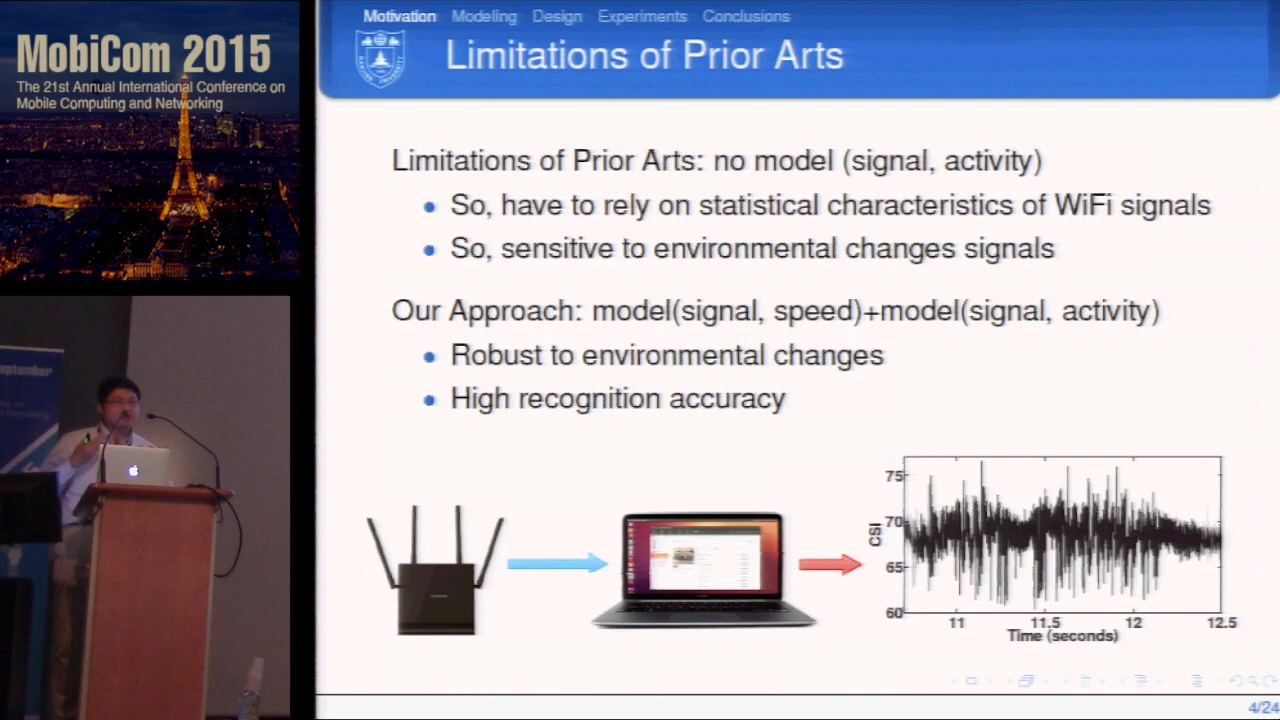 MobiCom 2015
The 21st Annual International Conference on
Mobile Computing and Networking
eptember
Motivation Modeling Design Experiments Conclusions
Limitations of Prior Arts
Limitations of Prior Arts: no model (signal, activity)
So, have to rely on statistical characteristics of WiFi signals
So, sensitive to environmental changes signals
Our Approach: model(signal, speed)+model(signal, activity)
Robust to environmental changes
High recognition accuracy
CSI
75
70
65
60
11 11.5 12 12.5
Time (seconds)
4/24